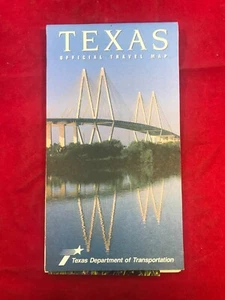 TEXAS
OFFICIAL TRAVEL MAP
Texas Department of Transportation